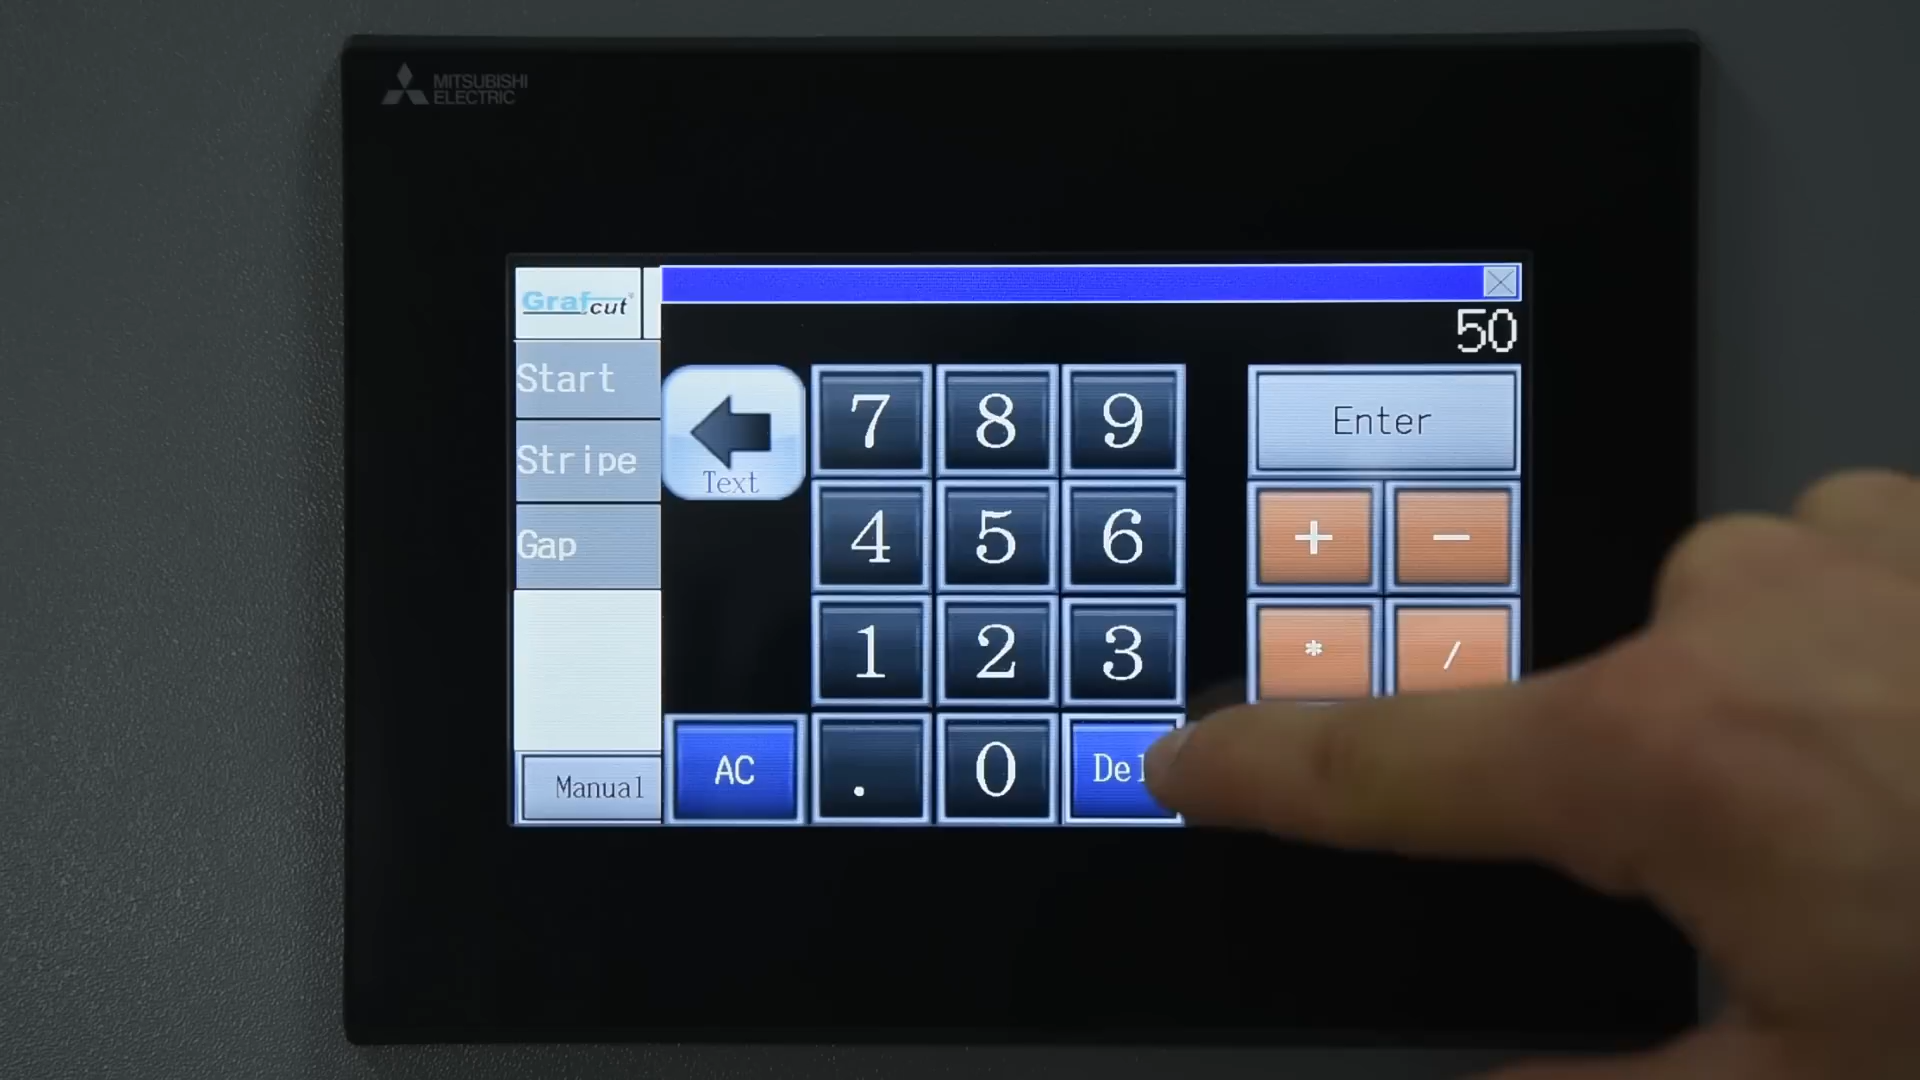 MITSUBISHI
ELECTRIC
Grafcut
50
Start
Stripe
Gap
Manual
Text
7 8 9
4 5 6
1 2 3
AC . 0 Del
Enter
+ -
* /